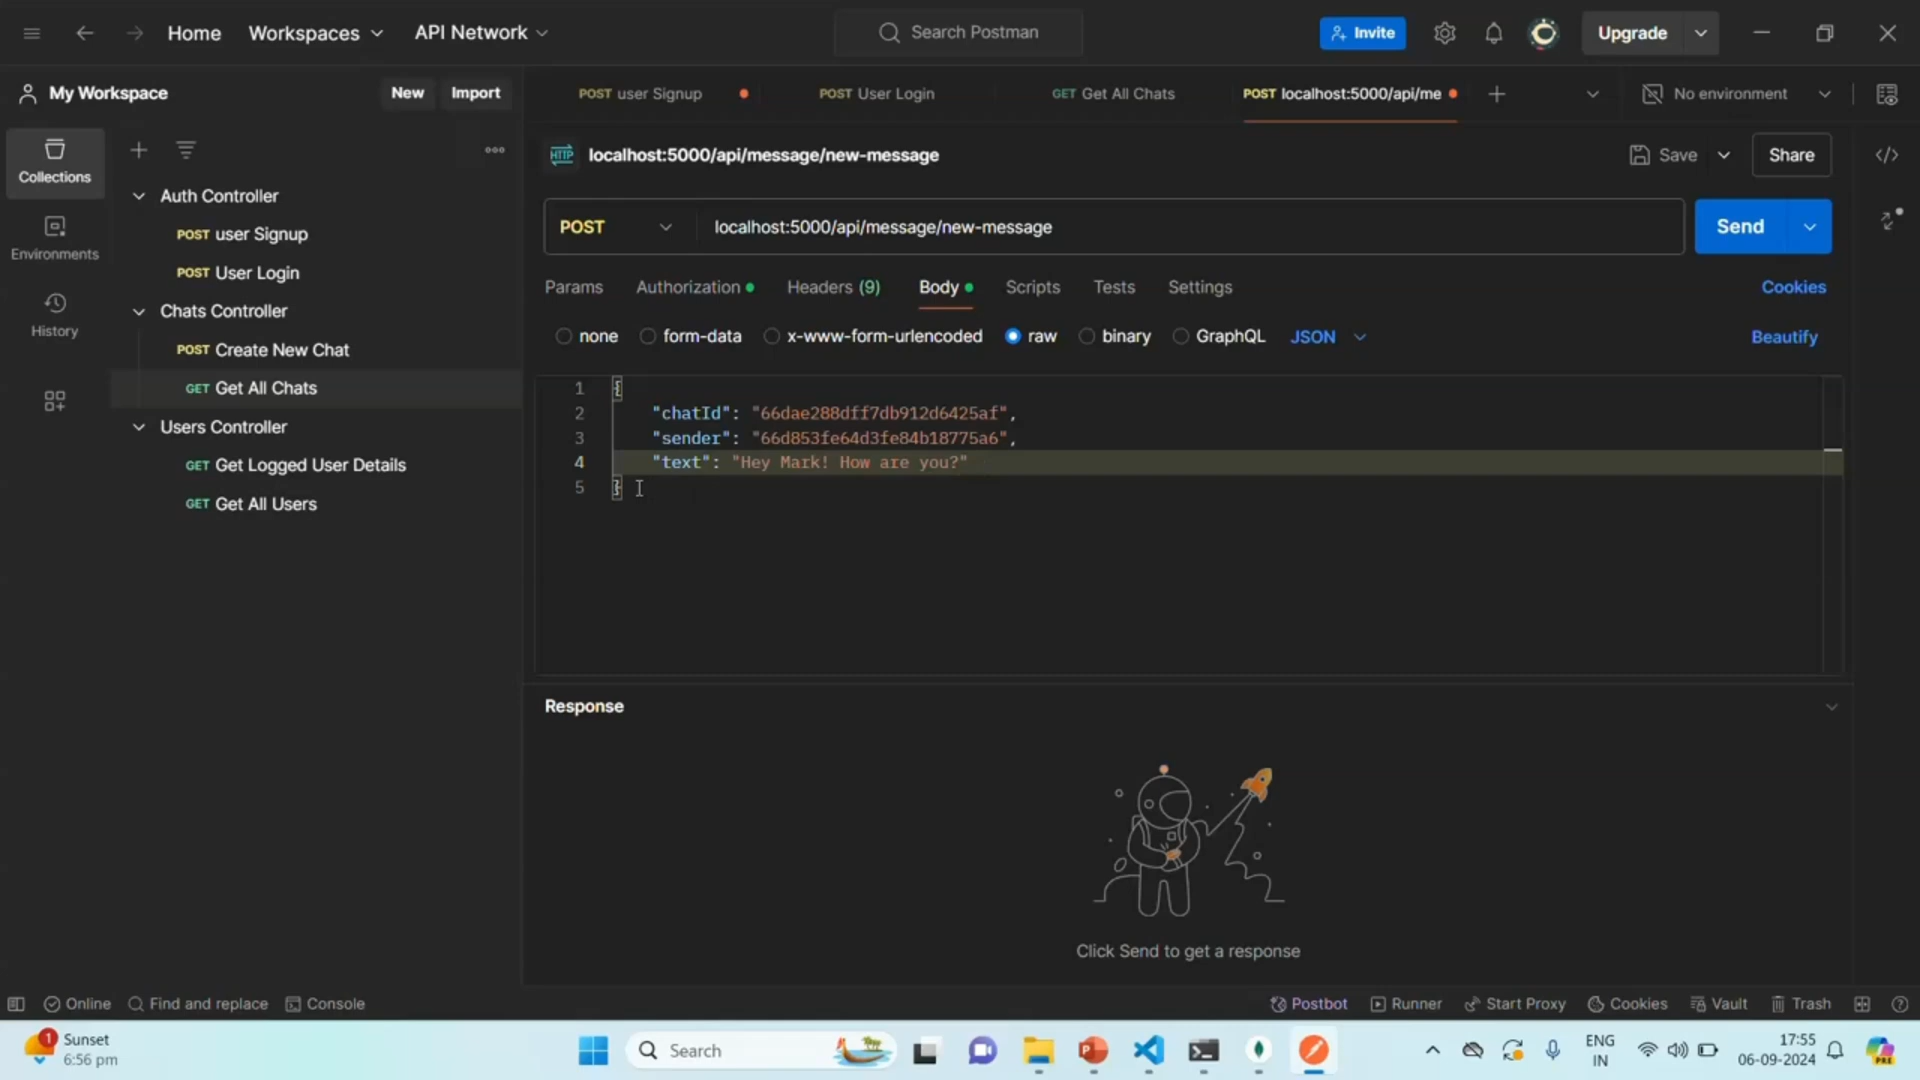 Home Workspaces API Network Search Postman Invite Upgrade
My Workspace New Import POST user Signup POST User Login GET Get All Chats POST localhost:5000/api/me No environment
HTTP localhost:5000/api/message/new-message Save Share
Collections
Environments
History
Auth Controller
POST user Signup
POST User Login
Chats Controller
POST Create New Chat
GET Get All Chats
Users Controller
GET Get Logged User Details
GET Get All Users
POST localhost:5000/api/message/new-message Send
Params Authorization Headers (9) Body Scripts Tests Settings Cookies
none form-data x-www-form-urlencoded raw binary GraphQL JSON Beautify
1 {
2 "chatId": "66dae288dff7db912d6425af",
3 "sender": "66d853fe64d3fe84b18775a6",
4 "text": "Hey Mark! How are you?"
5 }
Response
Click Send to get a response
Online Find and replace Console Postbot Runner Start Proxy Cookies Vault Trash
1 Sunset
6:56 pm
Search
ENG
IN
17:55
06-09-2024
PRE